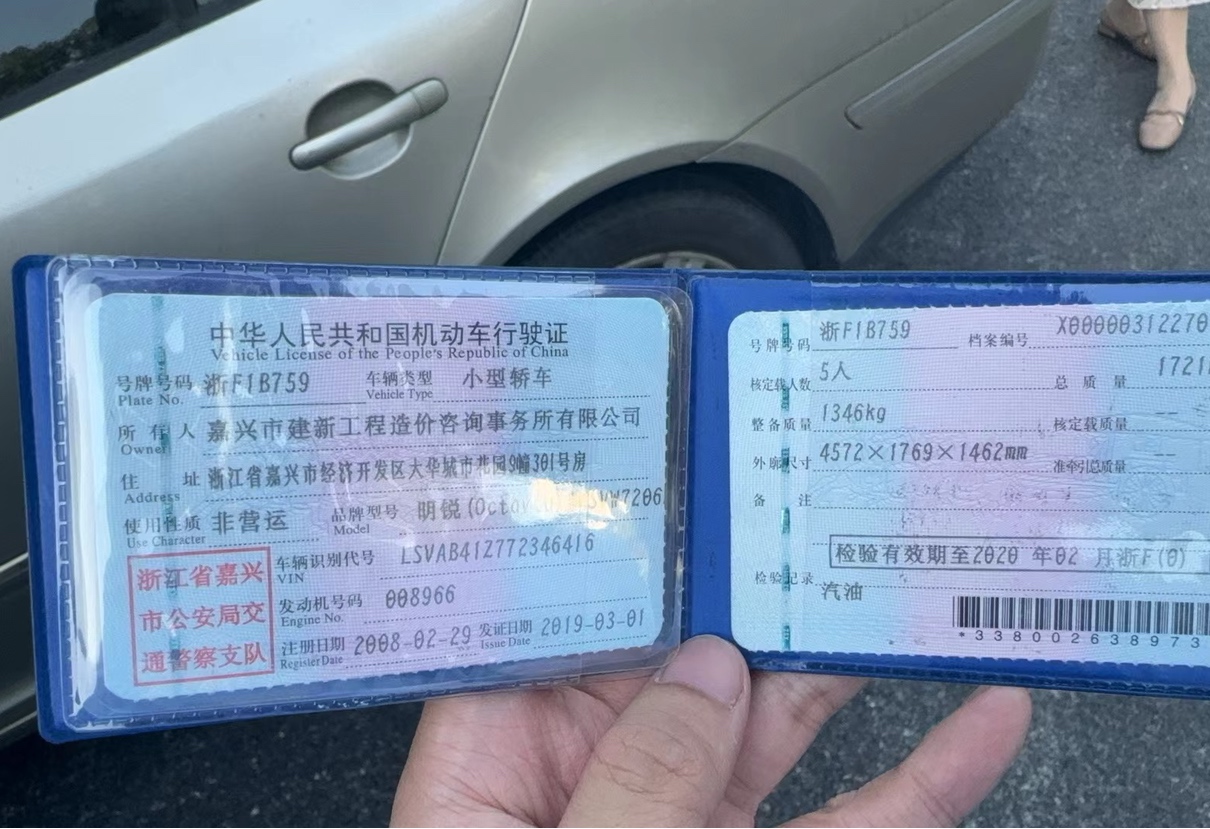 中华人民共和国机动车行驶证
Vehicle License of the People's Republic of China
号牌号码 浙F1B759 车辆类型 小型轿车
Plate No. Vehicle Type
所有人 嘉兴市建新工程造价咨询事务所有限公司
Owner
住址 浙江省嘉兴市经济开发区大华城市花园9幢301号房
Address
使用性质 非营运 品牌型号 明锐(Octav
Use Character Model
浙江省嘉兴
市公安局交
通警察支队
车辆识别代号 LSVAB41Z772346416
VIN
发动机号码 008966
Engine No.
注册日期 2008-02-29 发证日期 2019-03-01
Register Date Issue Date
号牌号码 浙F1B759 档案编号 X00000312270
核定载人数 5人 总质量 1721
整备质量 1346kg 核定载质量 --
外廓尺寸 4572×1769×1462mm 准牵引总质量 --
备注
检验有效期至2020年02月浙F(0)
检验记录
汽油
*338002638973